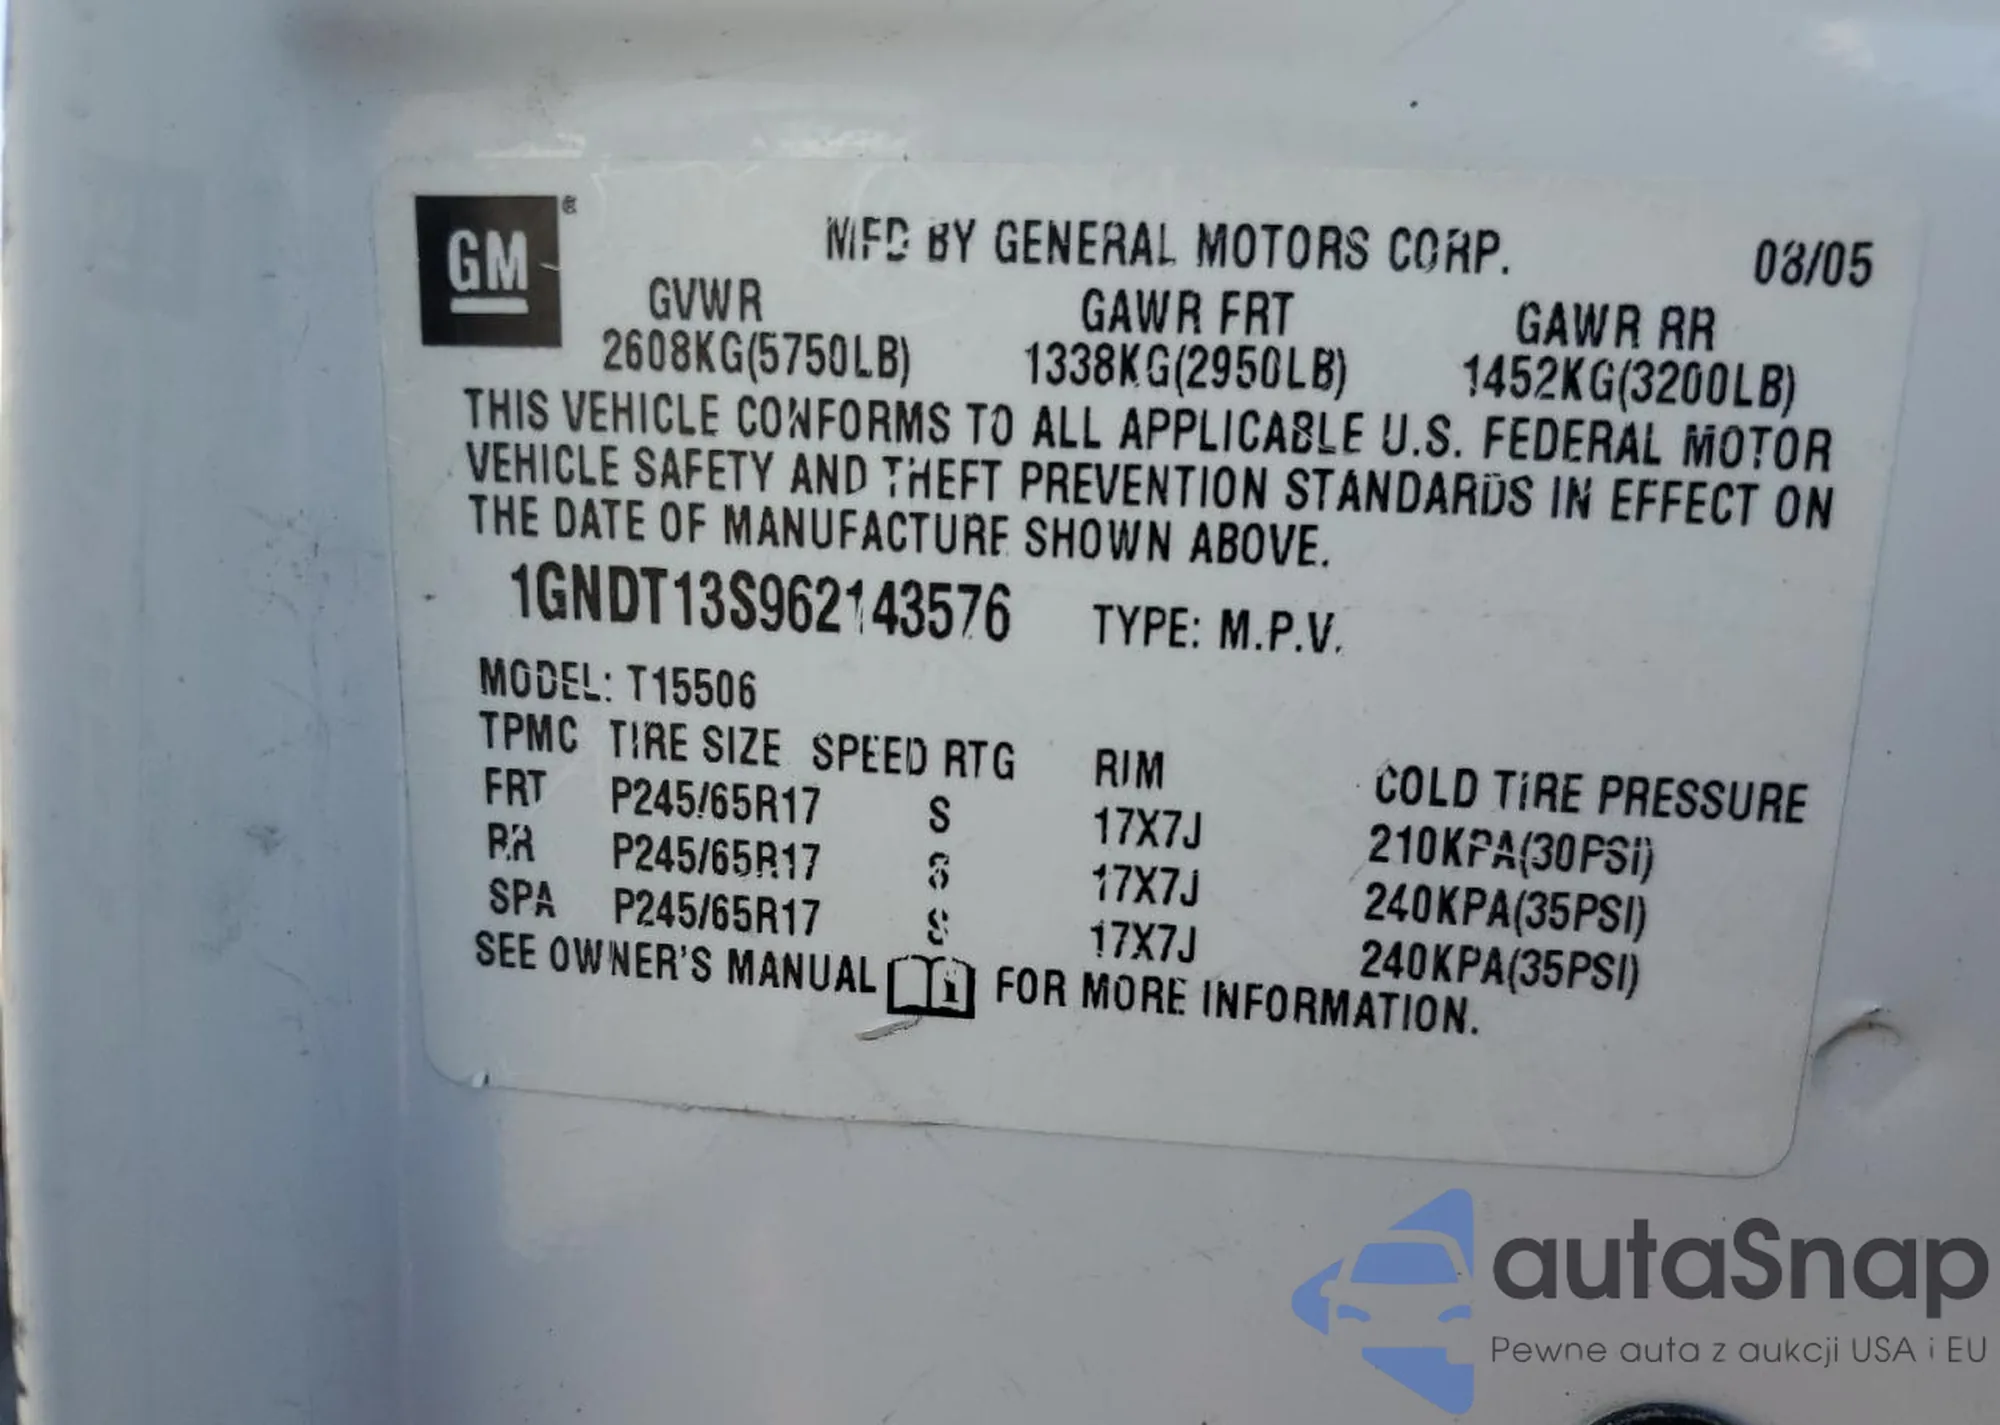 GM ®
MFD BY GENERAL MOTORS CORP. 08/05
GVWR GAWR FRT GAWR RR
2608KG(5750LB) 1338KG(2950LB) 1452KG(3200LB)
THIS VEHICLE CONFORMS TO ALL APPLICABLE U.S. FEDERAL MOTOR
VEHICLE SAFETY AND THEFT PREVENTION STANDARDS IN EFFECT ON
THE DATE OF MANUFACTURE SHOWN ABOVE.
1GNDT13S962143576 TYPE: M.P.V.
MODEL: T15506
TPMC TIRE SIZE SPEED RTG RIM COLD TIRE PRESSURE
FRT P245/65R17 S 17X7J 210KPA(30PSI)
RR P245/65R17 S 17X7J 240KPA(35PSI)
SPA P245/65R17 S 17X7J 240KPA(35PSI)
SEE OWNER'S MANUAL FOR MORE INFORMATION.
autaSnap
Pewne auta z aukcji USA i EU